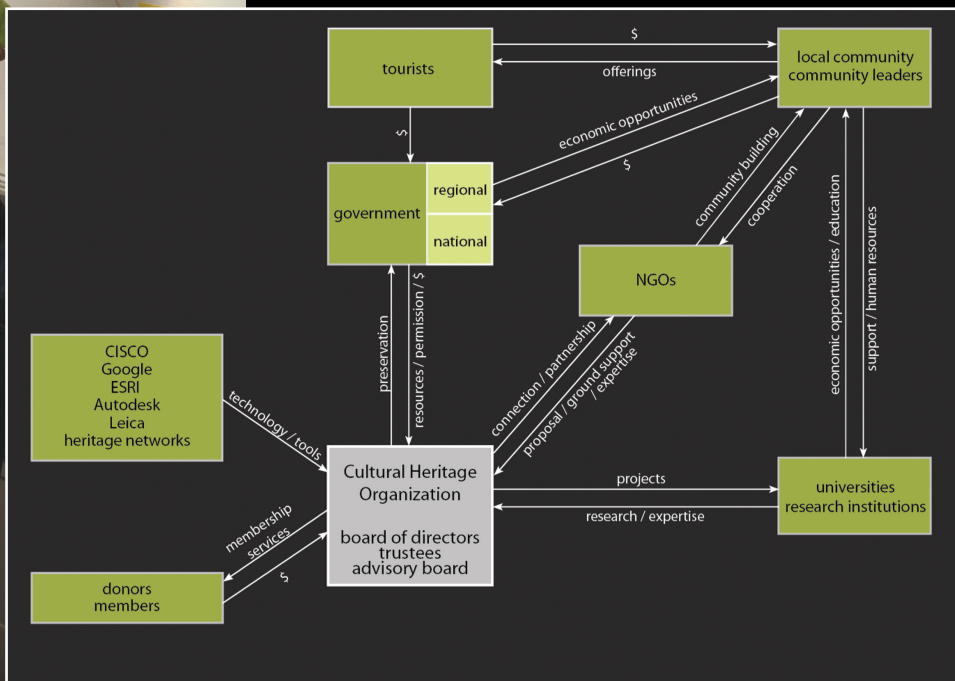 tourists
$
offerings
local community
community leaders
$
economic opportunities
$
government
regional
national
community building
cooperation
NGOs
economic opportunities / education
support / human resources
preservation
resources / permission / $
connection / partnership
proposal / ground support
/ expertise
CISCO
Google
ESRI
Autodesk
Leica
heritage networks
technology / tools
Cultural Heritage
Organization
board of directors
trustees
advisory board
projects
research / expertise
universities
research institutions
membership
services
$
donors
members